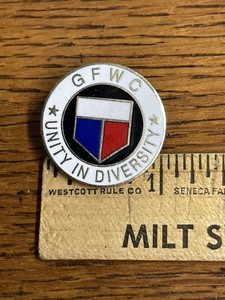 GFWC
★ UNITY IN DIVERSITY ★
WESTCOTT RULE CO 1 SENECA FA
MILT S